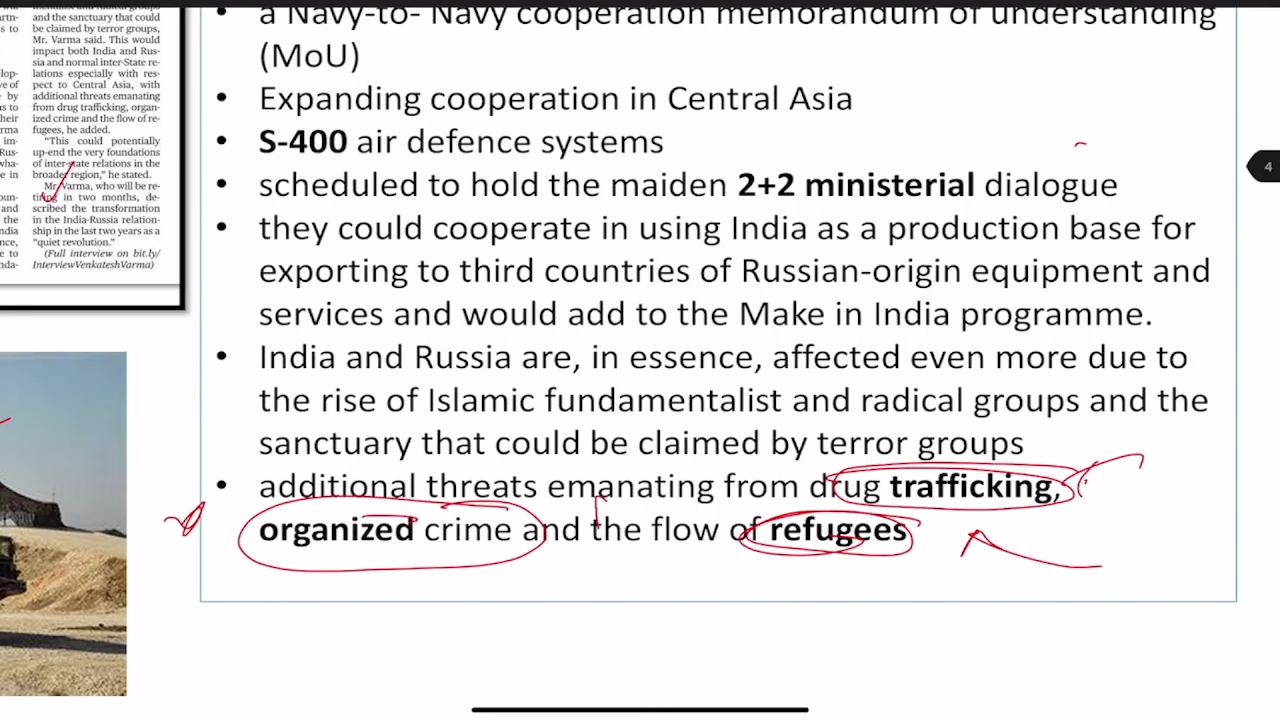 and the sanctuary that could
be claimed by terror groups,
Mr. Varma said. This would
impact both India and Rus-
sia and normal inter-State re-
lations especially with res-
pect to Central Asia, with
additional threats emanating
from drug trafficking, organ-
ized crime and the flow of re-
fugees, he added.
"This could potentially
up-end the very foundations
of inter-state relations in the
broader region," he stated.
Mr. Varma, who will be re-
tiring in two months, de-
scribed the transformation
in the India-Russia relation-
ship in the last two years as a
"quiet revolution."
(Full interview on bit.ly/
InterviewVenkateshVarma)
a Navy-to- Navy cooperation memorandum of understanding
(MoU)
• Expanding cooperation in Central Asia
• S-400 air defence systems
• scheduled to hold the maiden 2+2 ministerial dialogue
• they could cooperate in using India as a production base for
exporting to third countries of Russian-origin equipment and
services and would add to the Make in India programme.
• India and Russia are, in essence, affected even more due to
the rise of Islamic fundamentalist and radical groups and the
sanctuary that could be claimed by terror groups
• additional threats emanating from drug trafficking,
organized crime and the flow of refugees
4